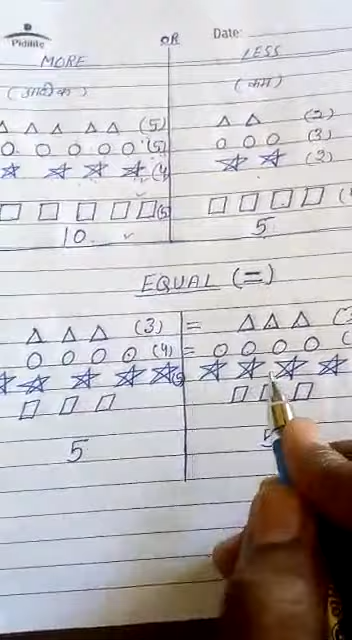 Pidilite
Date:
MORE OR LESS
(अधिक) (कम)
(5) (2)
(5) (3)
(4
(5
10 5
EQUAL (=)
(3) = (3
(4) = (
5
5